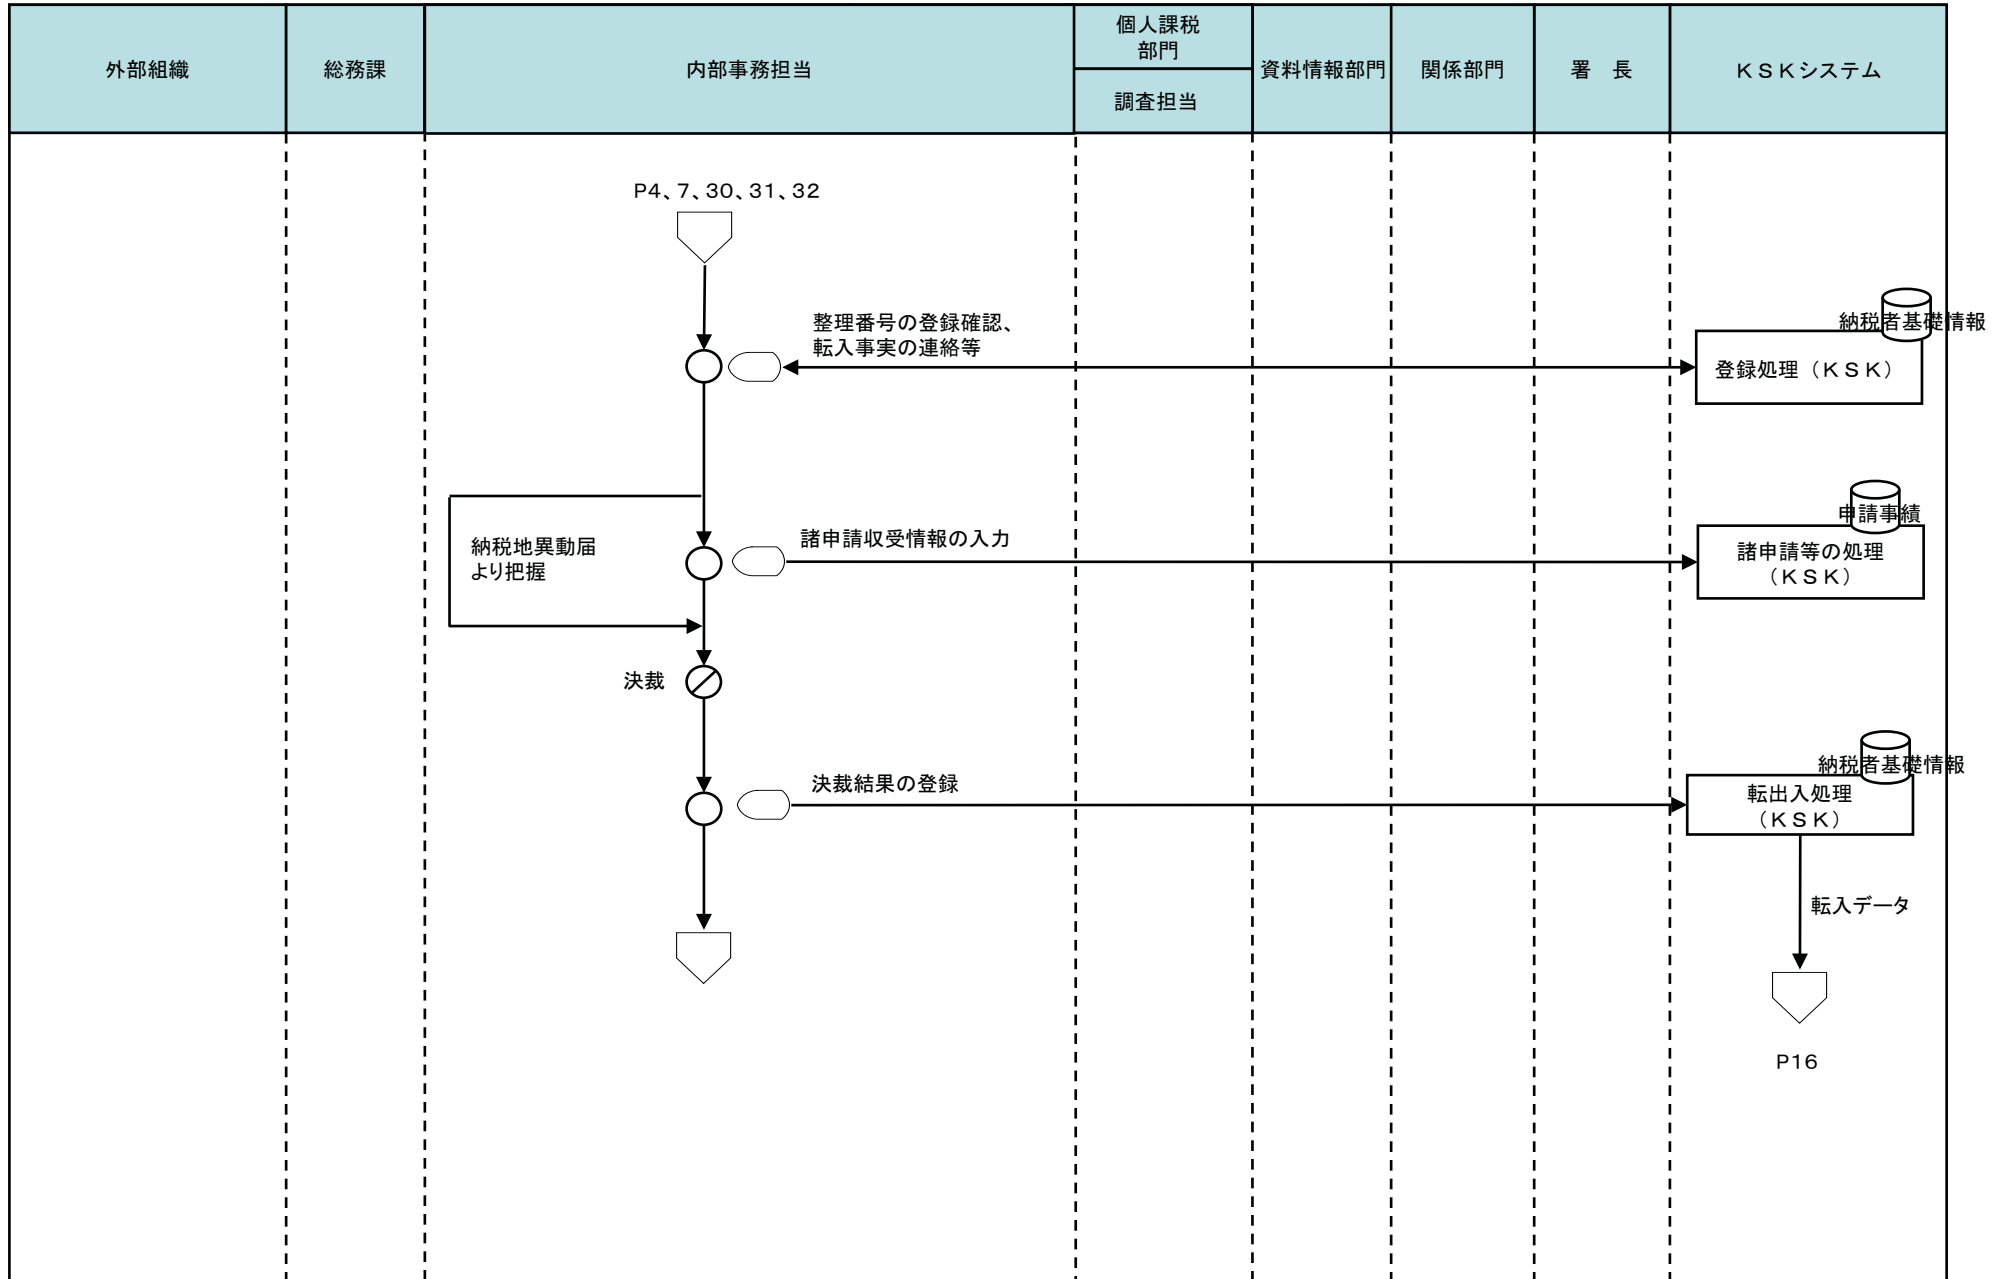 外部組織
総務課
内部事務担当
個人課税
部門
調査担当
資料情報部門
関係部門
署　長
ＫＳＫシステム
P4、7、30、31、32
整理番号の登録確認、
転入事実の連絡等
納税者基礎情報
登録処理（ＫＳＫ）
納税地異動届
より把握
諸申請収受情報の入力
申請事績
諸申請等の処理
（ＫＳＫ）
決裁
決裁結果の登録
納税者基礎情報
転出入処理
（ＫＳＫ）
転入データ
P16